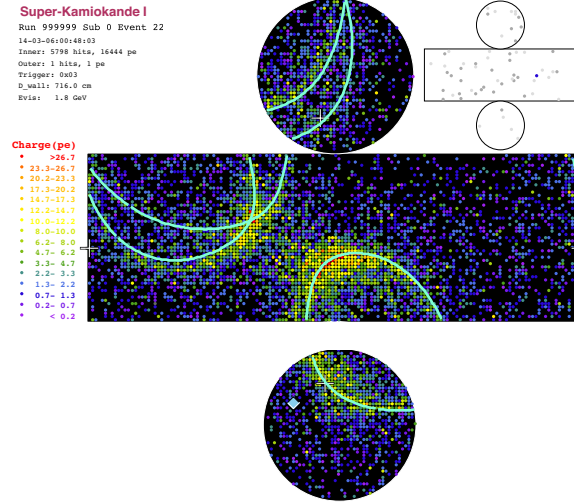 Super-Kamiokande I
Run 999999 Sub 0 Event 22
14-03-06:00:48:03
Inner: 5798 hits, 16444 pe
Outer: 1 hits, 1 pe
Trigger: 0x03
D_wall: 716.0 cm
Evis: 1.8 GeV
Charge(pe)
>26.7
23.3-26.7
20.2-23.3
17.3-20.2
14.7-17.3
12.2-14.7
10.0-12.2
8.0-10.0
6.2- 8.0
4.7- 6.2
3.3- 4.7
2.2- 3.3
1.3- 2.2
0.7- 1.3
0.2- 0.7
< 0.2